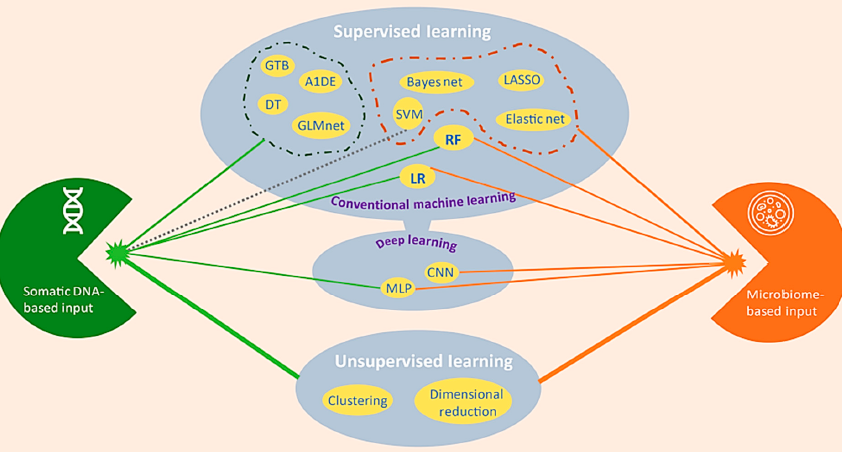 Supervised learning
GTB
A1DE
DT
GLMnet
Bayes net
LASSO
SVM
Elastic net
RF
LR
Conventional machine learning
Deep learning
CNN
MLP
Somatic DNA-
based input
Microbiome-
based input
Unsupervised learning
Clustering
Dimensional
reduction